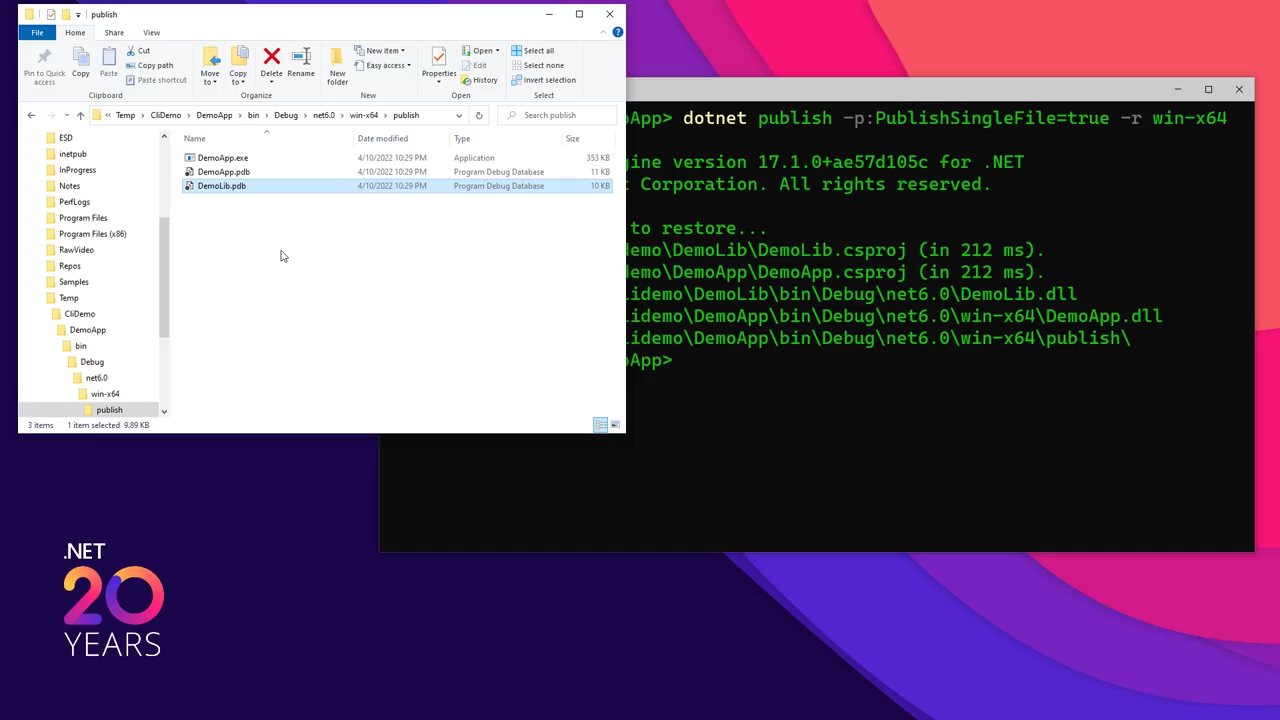 publish
File
Home
Share
View
Pin to Quick access
Copy
Paste
Cut
Copy path
Paste shortcut
Clipboard
Move to
Copy to
Delete
Rename
Organize
New folder
New item
Easy access
New
Properties
Open
Edit
History
Open
Select all
Select none
Invert selection
Select
« Temp > CliDemo > DemoApp > bin > Debug > net6.0 > win-x64 > publish
Search publish
ESD
inetpub
InProgress
Notes
PerfLogs
Program Files
Program Files (x86)
RawVideo
Repos
Samples
Temp
CliDemo
DemoApp
bin
Debug
net6.0
win-x64
publish
Name Date modified Type Size
DemoApp.exe 4/10/2022 10:29 PM Application 353 KB
DemoApp.pdb 4/10/2022 10:29 PM Program Debug Database 11 KB
DemoLib.pdb 4/10/2022 10:29 PM Program Debug Database 10 KB
3 items 1 item selected 9.89 KB
oApp> dotnet publish -p:PublishSingleFile=true -r win-x64
gine version 17.1.0+ae57d105c for .NET
t Corporation. All rights reserved.
to restore...
demo\DemoLib\DemoLib.csproj (in 212 ms).
demo\DemoApp\DemoApp.csproj (in 212 ms).
lidemo\DemoLib\bin\Debug\net6.0\DemoLib.dll
lidemo\DemoApp\bin\Debug\net6.0\win-x64\DemoApp.dll
lidemo\DemoApp\bin\Debug\net6.0\win-x64\publish\
oApp>
.NET
20
YEARS